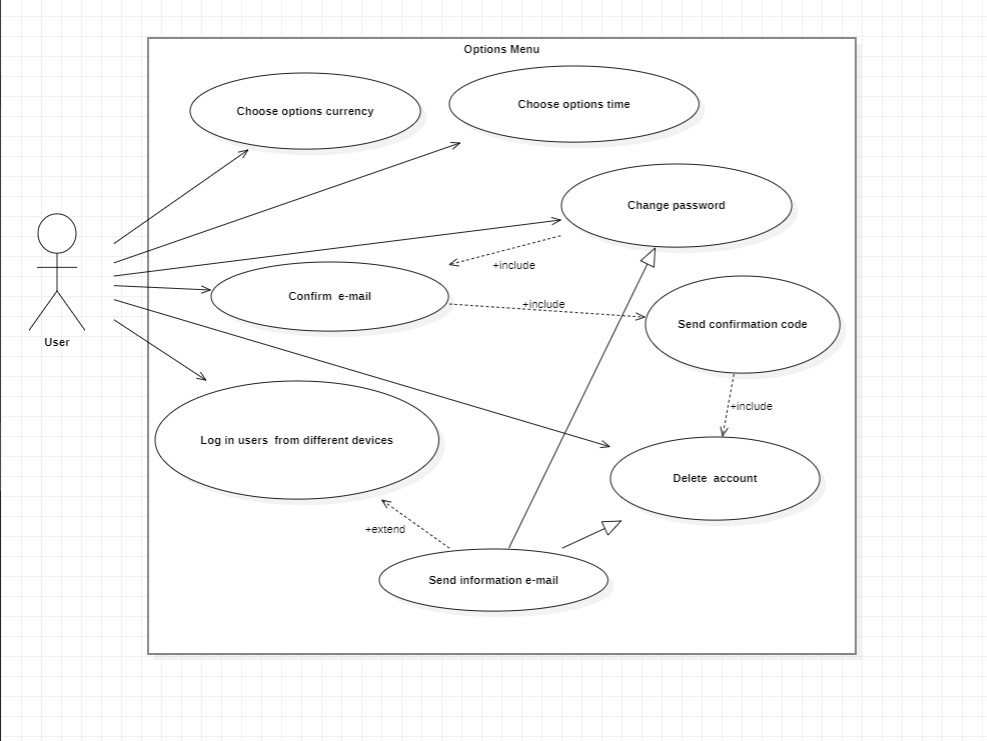 Options Menu
Choose options currency
Choose options time
Change password
+include
Confirm  e-mail
+include
Send confirmation code
User
+include
Log in users  from different devices
Delete  account
+extend
Send information e-mail